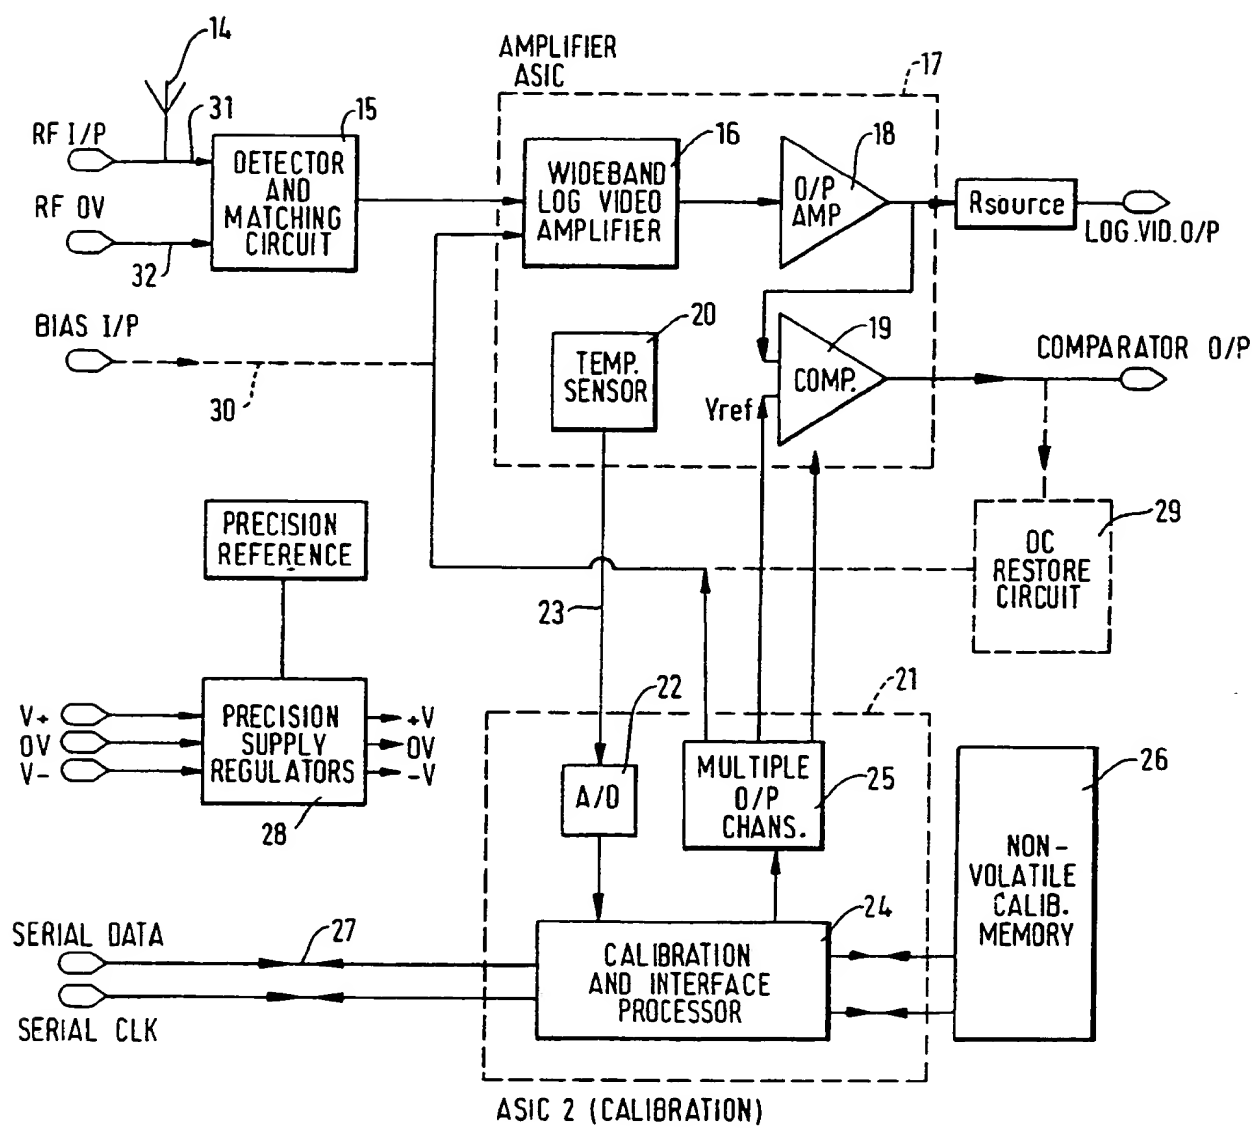 14
AMPLIFIER
ASIC
17
31
RF I/P
15
16
18
DETECTOR
AND
MATCHING
CIRCUIT
WIDEBAND
LOG VIDEO
AMPLIFIER
O/P
AMP
Rsource
RF 0V
LOG.VID.O/P
32
BIAS I/P
20
19
COMPARATOR O/P
TEMP.
SENSOR
COMP.
Vref
30
PRECISION
REFERENCE
29
DC
RESTORE
CIRCUIT
23
22
21
V+
0V
V-
PRECISION
SUPPLY
REGULATORS
+V
0V
-V
28
A/D
MULTIPLE
O/P
CHANS.
25
26
NON-
VOLATILE
CALIB.
MEMORY
24
SERIAL DATA
27
CALIBRATION
AND INTERFACE
PROCESSOR
SERIAL CLK
ASIC 2 (CALIBRATION)